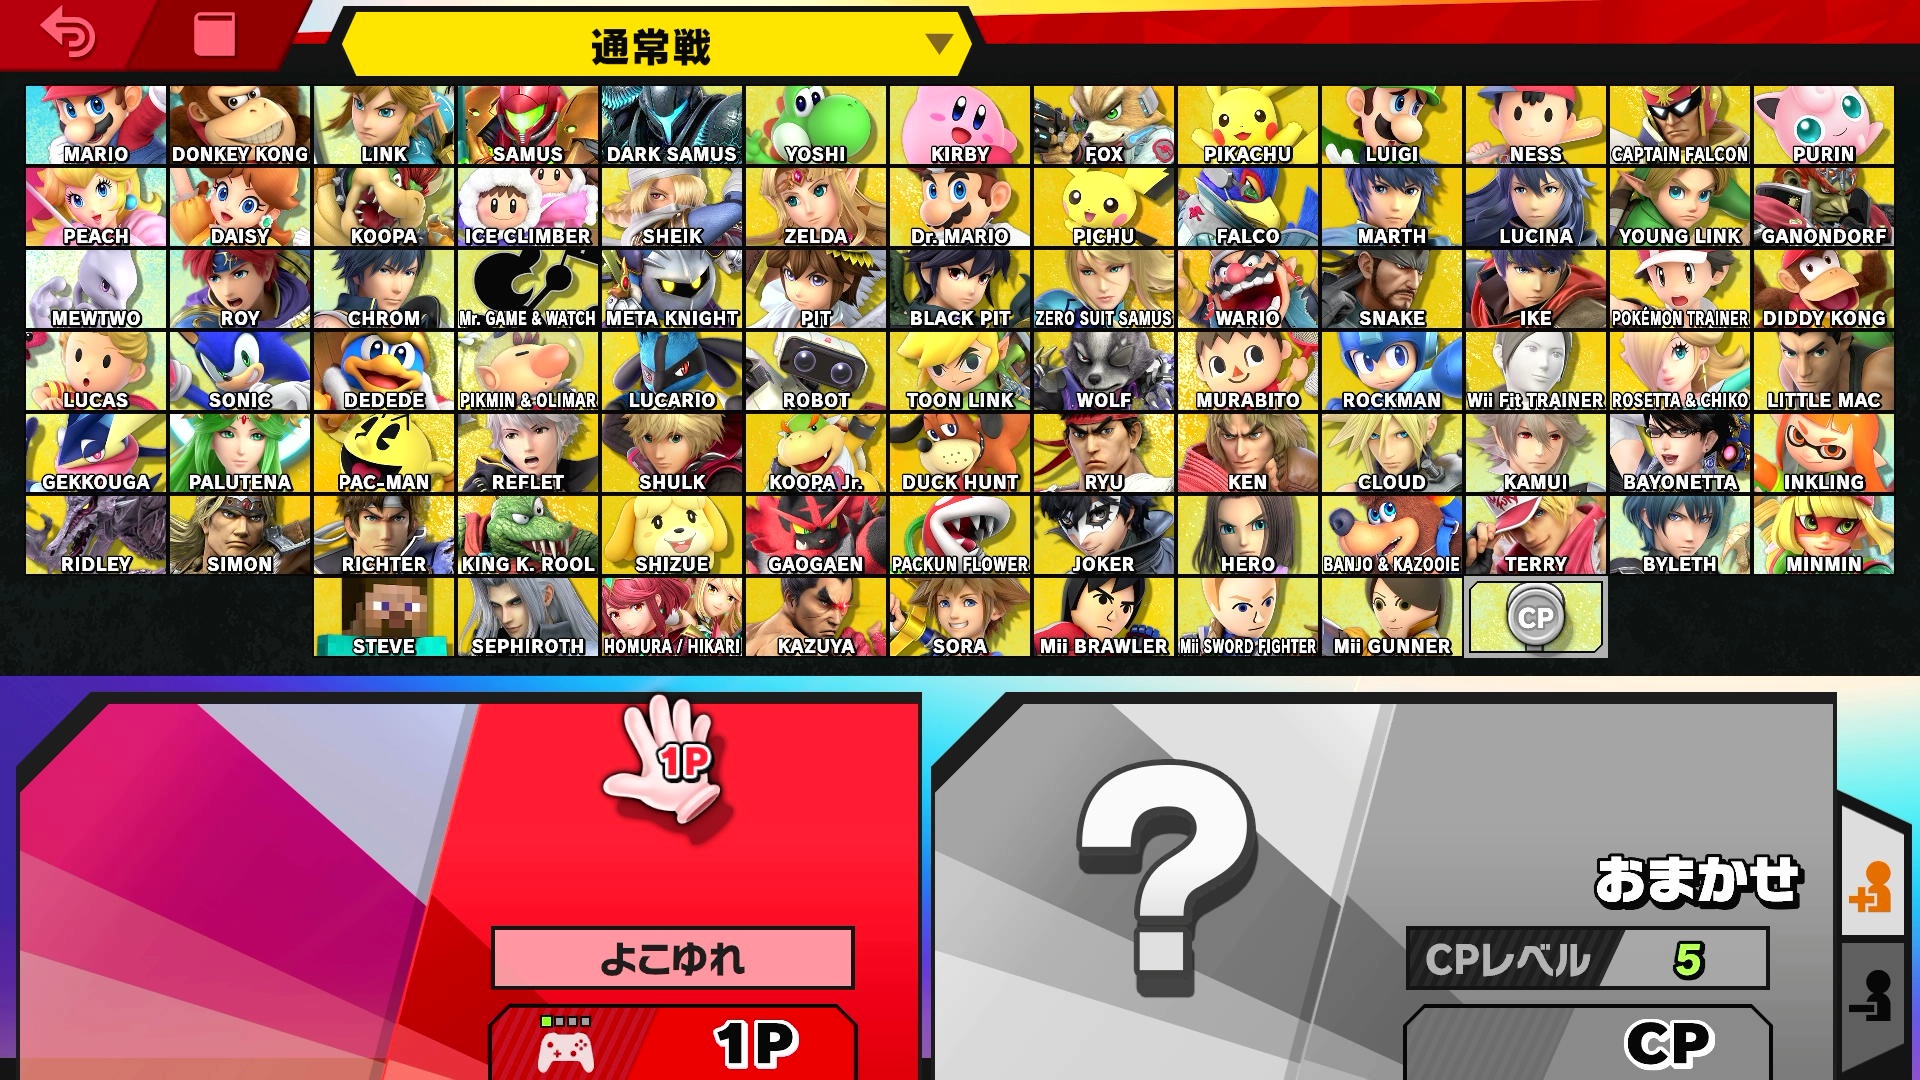 通常戦
MARIO DONKEY KONG LINK SAMUS DARK SAMUS YOSHI KIRBY FOX PIKACHU LUIGI NESS CAPTAIN FALCON PURIN
PEACH DAISY KOOPA ICE CLIMBER SHEIK ZELDA Dr. MARIO PICHU FALCO MARTH LUCINA YOUNG LINK GANONDORF
MEWTWO ROY CHROM Mr. GAME & WATCH META KNIGHT PIT BLACK PIT ZERO SUIT SAMUS WARIO SNAKE IKE POKÉMON TRAINER DIDDY KONG
LUCAS SONIC DEDEDE PIKMIN & OLIMAR LUCARIO ROBOT TOON LINK WOLF MURABITO ROCKMAN Wii Fit TRAINER ROSETTA & CHIKO LITTLE MAC
GEKKOUGA PALUTENA PAC-MAN REFLET SHULK KOOPA Jr. DUCK HUNT RYU KEN CLOUD KAMUI BAYONETTA INKLING
RIDLEY SIMON RICHTER KING K. ROOL SHIZUE GAOGAEN PACKUN FLOWER JOKER HERO BANJO & KAZOOIE TERRY BYLETH MINMIN
STEVE SEPHIROTH HOMURA / HIKARI KAZUYA SORA Mii BRAWLER Mii SWORD FIGHTER Mii GUNNER CP
1P
よこゆれ
1P
?
おまかせ
CPレベル 5
CP